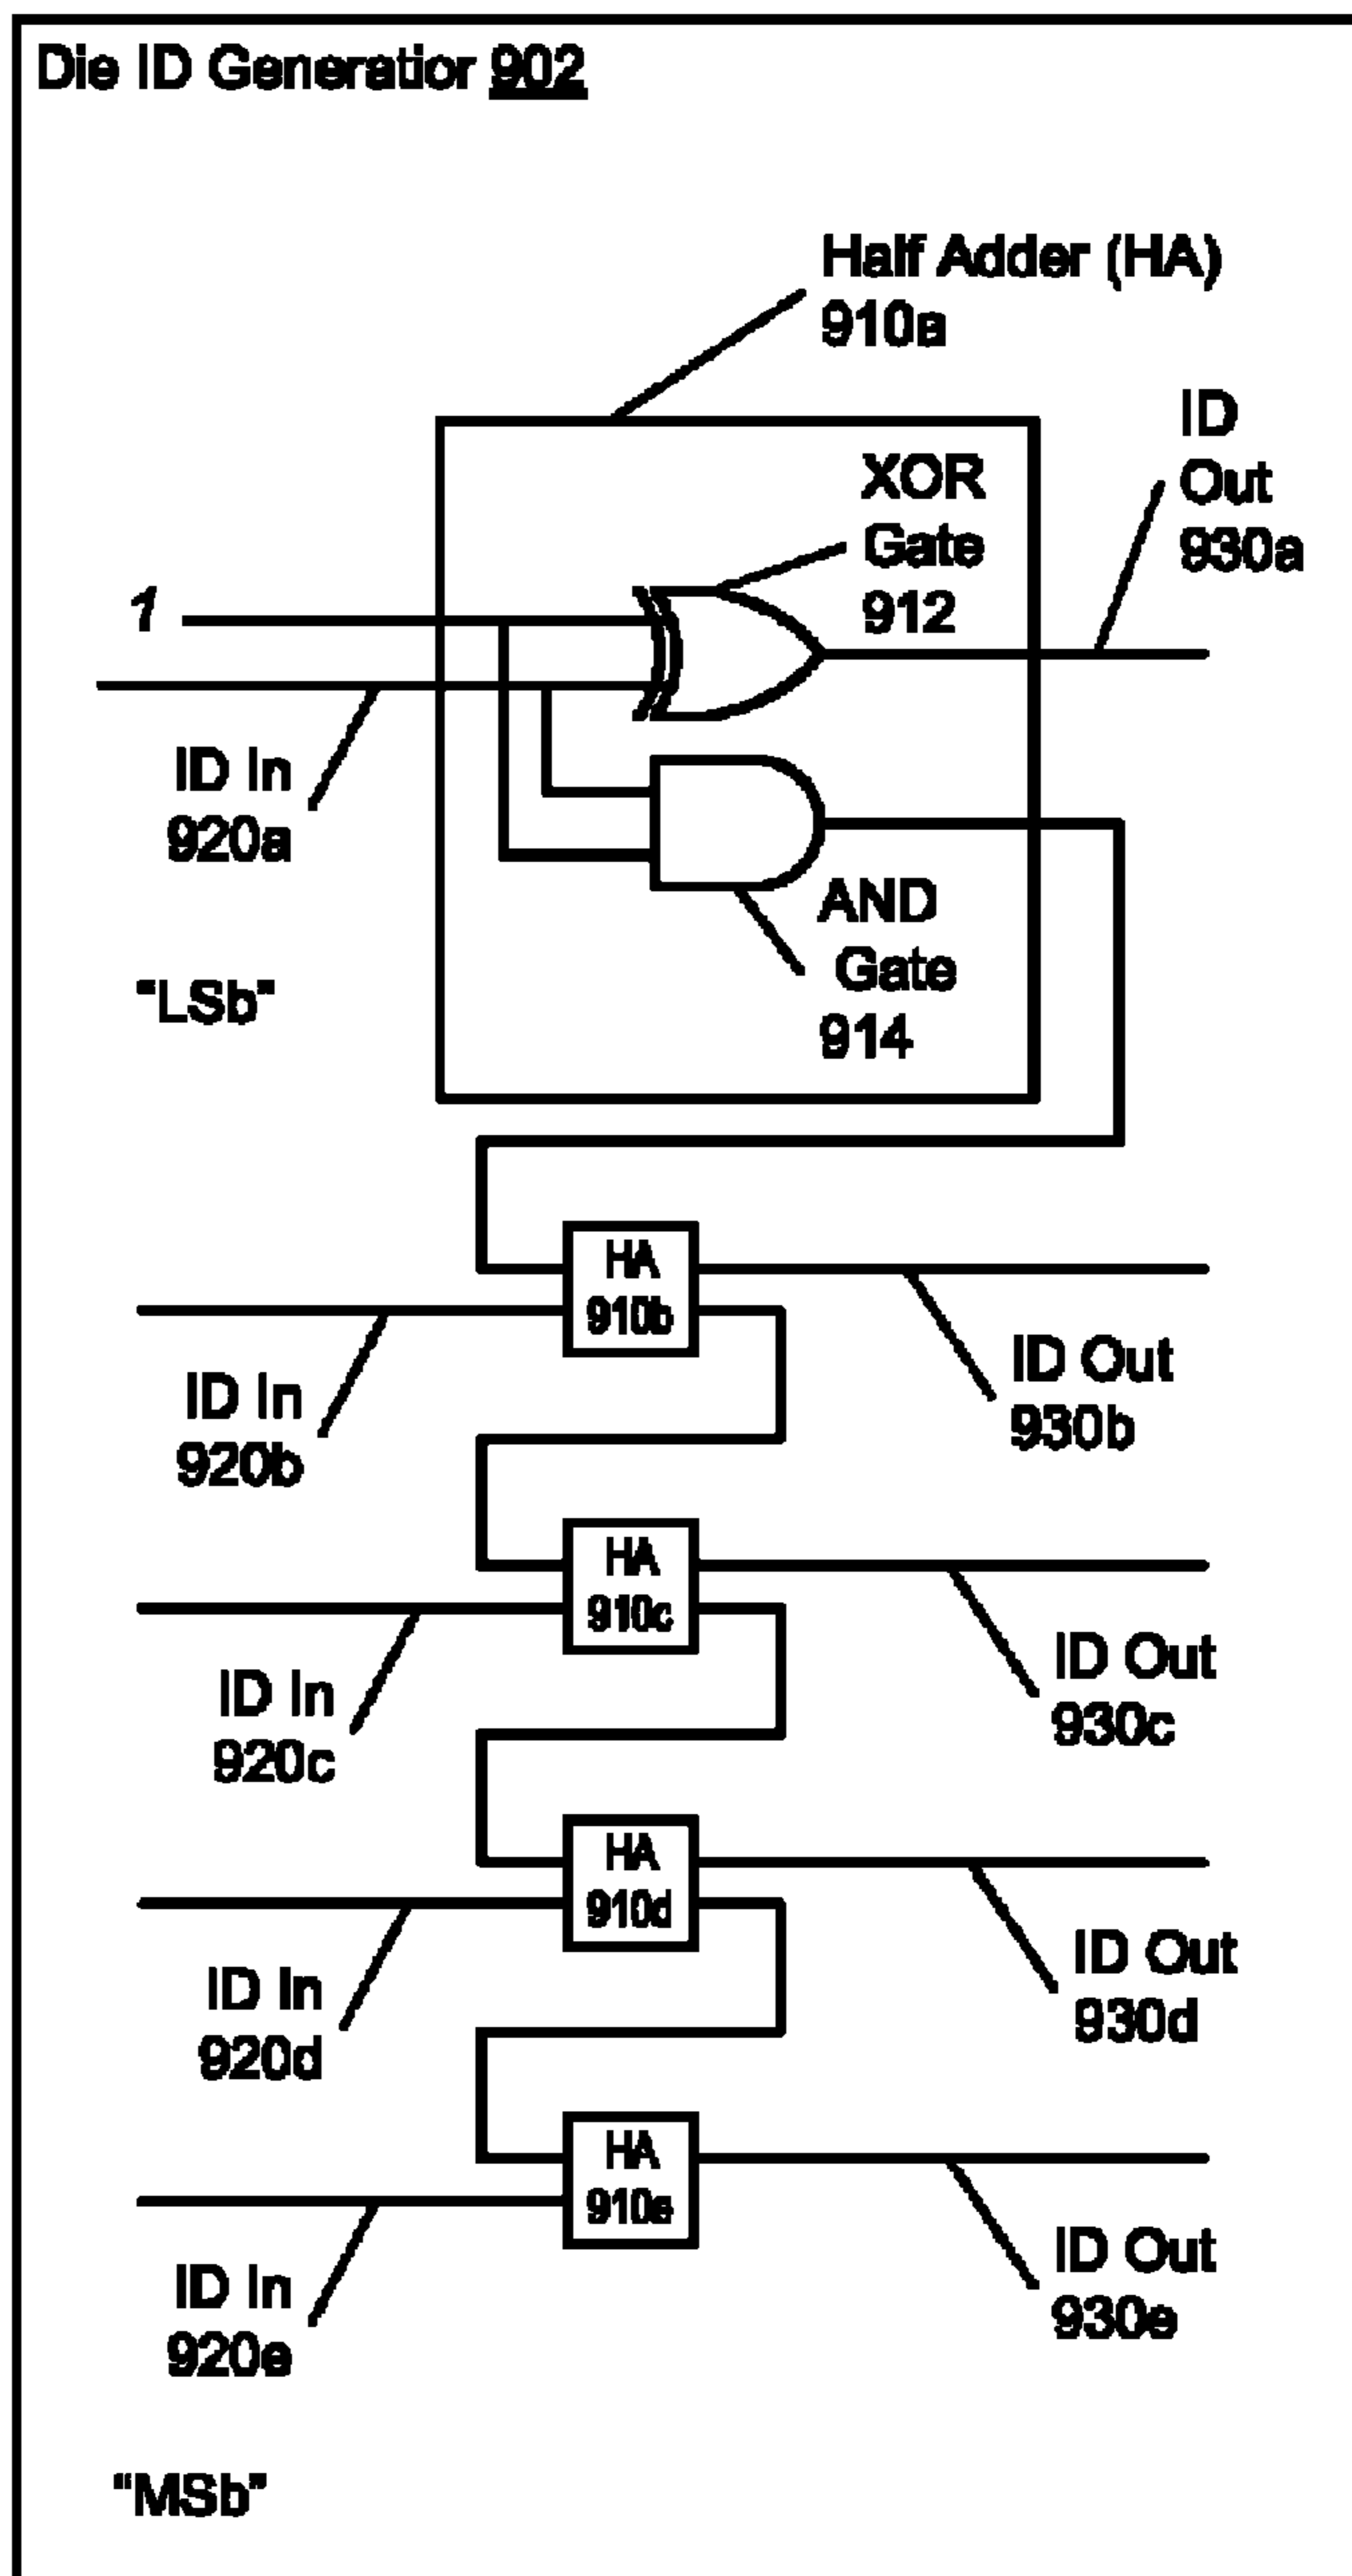 Die ID Generatior 902
Half Adder (HA)
910a
ID
Out
930a
XOR
Gate
912
1
ID In
920a
AND
Gate
914
"LSb"
HA
910b
ID In
920b
ID Out
930b
HA
910c
ID In
920c
ID Out
930c
HA
910d
ID In
920d
ID Out
930d
HA
910e
ID In
920e
ID Out
930e
"MSb"